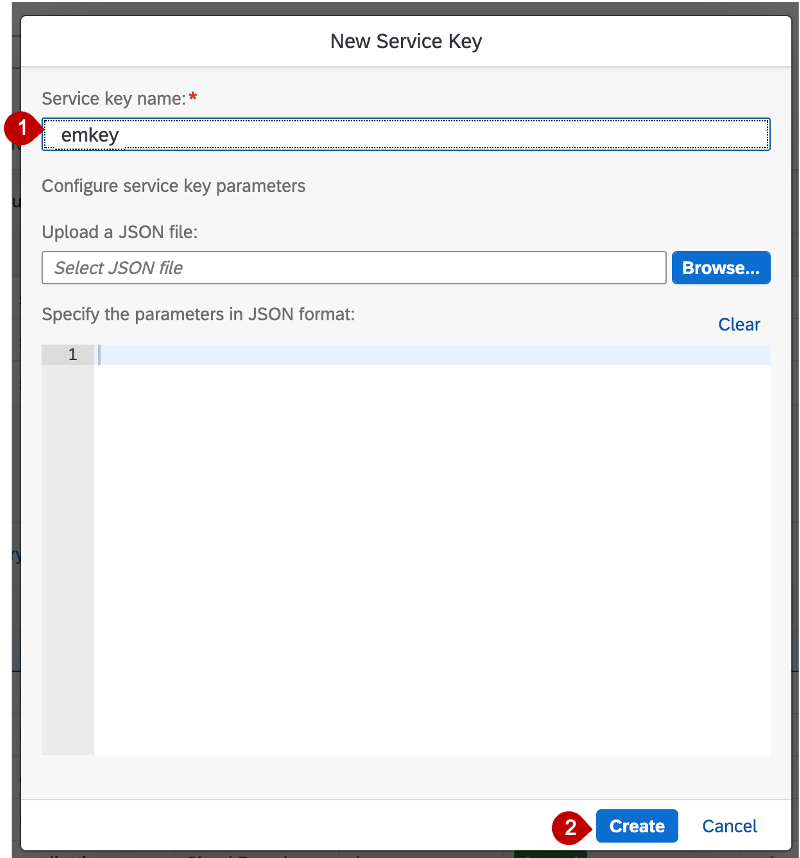 New Service Key
Service key name:*
1
emkey
Configure service key parameters
Upload a JSON file:
Select JSON file
Browse...
Specify the parameters in JSON format:
Clear
1
2
Create
Cancel